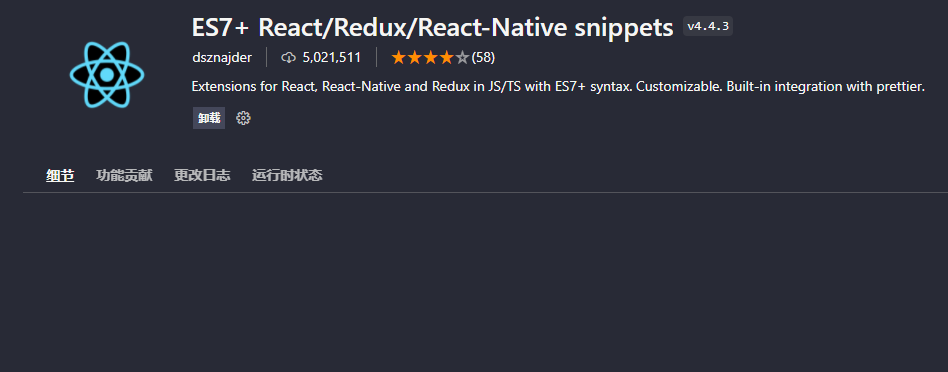 ES7+ React/Redux/React-Native snippets v4.4.3
dsznajder 5,021,511 (58)
Extensions for React, React-Native and Redux in JS/TS with ES7+ syntax. Customizable. Built-in integration with prettier.
卸载
细节 功能贡献 更改日志 运行时状态